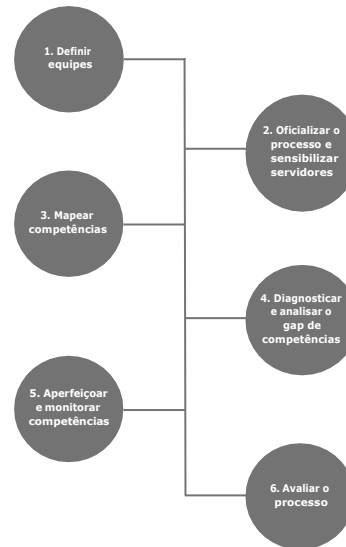 1. Definir
equipes
2. Oficializar o
processo e
sensibilizar
servidores
3. Mapear
competências
4. Diagnosticar
e analisar o
gap de
competências
5. Aperfeiçoar
e monitorar
competências
6. Avaliar o
processo